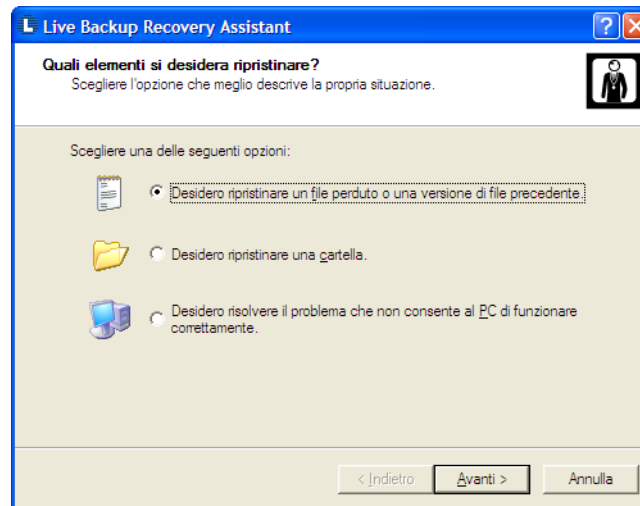 Live Backup Recovery Assistant
Quali elementi si desidera ripristinare?
Scegliere l'opzione che meglio descrive la propria situazione.
Scegliere una delle seguenti opzioni:
Desidero ripristinare un file perduto o una versione di file precedente.
Desidero ripristinare una cartella.
Desidero risolvere il problema che non consente al PC di funzionare
correttamente.
< Indietro Avanti > Annulla